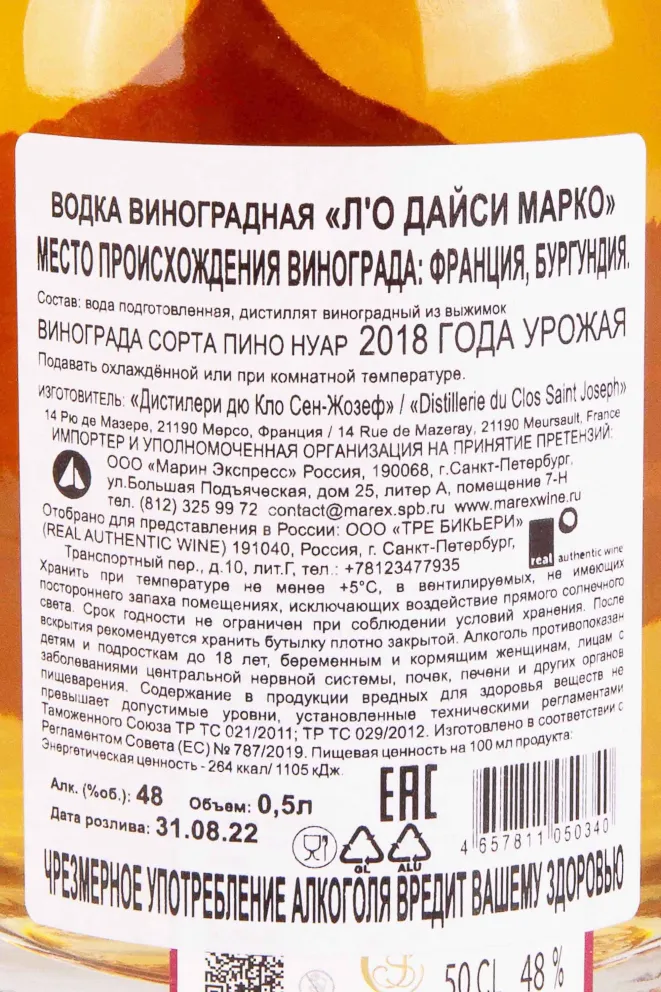 ВОДКА ВИНОГРАДНАЯ «Л'О ДАЙСИ МАРКО»
МЕСТО ПРОИСХОЖДЕНИЯ ВИНОГРАДА: ФРАНЦИЯ, БУРГУНДИЯ.
Состав: вода подготовленная, дистиллят виноградный из выжимок
ВИНОГРАДА СОРТА ПИНО НУАР 2018 ГОДА УРОЖАЯ
Подавать охлаждённой или при комнатной температуре.
ИЗГОТОВИТЕЛЬ: «Дистилери дю Кло Сен-Жозеф» / «Distillerie du Clos Saint Joseph»
14 Рю де Мазере, 21190 Мерсо, Франция / 14 Rue de Mazeray, 21190 Meursault, France
ИМПОРТЕР И УПОЛНОМОЧЕННАЯ ОРГАНИЗАЦИЯ НА ПРИНЯТИЕ ПРЕТЕНЗИЙ:
ООО «Марин Экспресс» Россия, 190068, г.Санкт-Петербург,
ул.Большая Подъяческая, дом 25, литер А, помещение 7-Н
тел. (812) 325 99 72 contact@marex.spb.ru www.marexwine.ru
Отобрано для представления в России: ООО «ТРЕ БИКЬЕРИ»
(REAL AUTHENTIC WINE) 191040, Россия, г. Санкт-Петербург,
Транспортный пер., д.10, лит.Г, тел.: +78123477935
real authentic wine
Хранить при температуре не менее +5°С, в вентилируемых, не имеющих
постороннего запаха помещениях, исключающих воздействие прямого солнечного
света. Срок годности не ограничен при соблюдении условий хранения. После
вскрытия рекомендуется хранить бутылку плотно закрытой. Алкоголь противопоказан
детям и подросткам до 18 лет, беременным и кормящим женщинам, лицам с
заболеваниями центральной нервной системы, почек, печени и других органов
пищеварения. Содержание в продукции вредных для здоровья веществ не
превышает допустимые уровни, установленные техническими регламентами
Таможенного Союза ТР ТС 021/2011; ТР ТС 029/2012. Изготовлено в соответствии с
Регламентом Совета (ЕС) № 787/2019. Пищевая ценность на 100 мл продукта:
Энергетическая ценность - 264 ккал/ 1105 кДж.
Алк. (%об.): 48 Объем: 0,5л
Дата розлива: 31.08.22
EAC
GL
ALU
4 657811 050340
ЧРЕЗМЕРНОЕ УПОТРЕБЛЕНИЕ АЛКОГОЛЯ ВРЕДИТ ВАШЕМУ ЗДОРОВЬЮ
50 CL 48 %